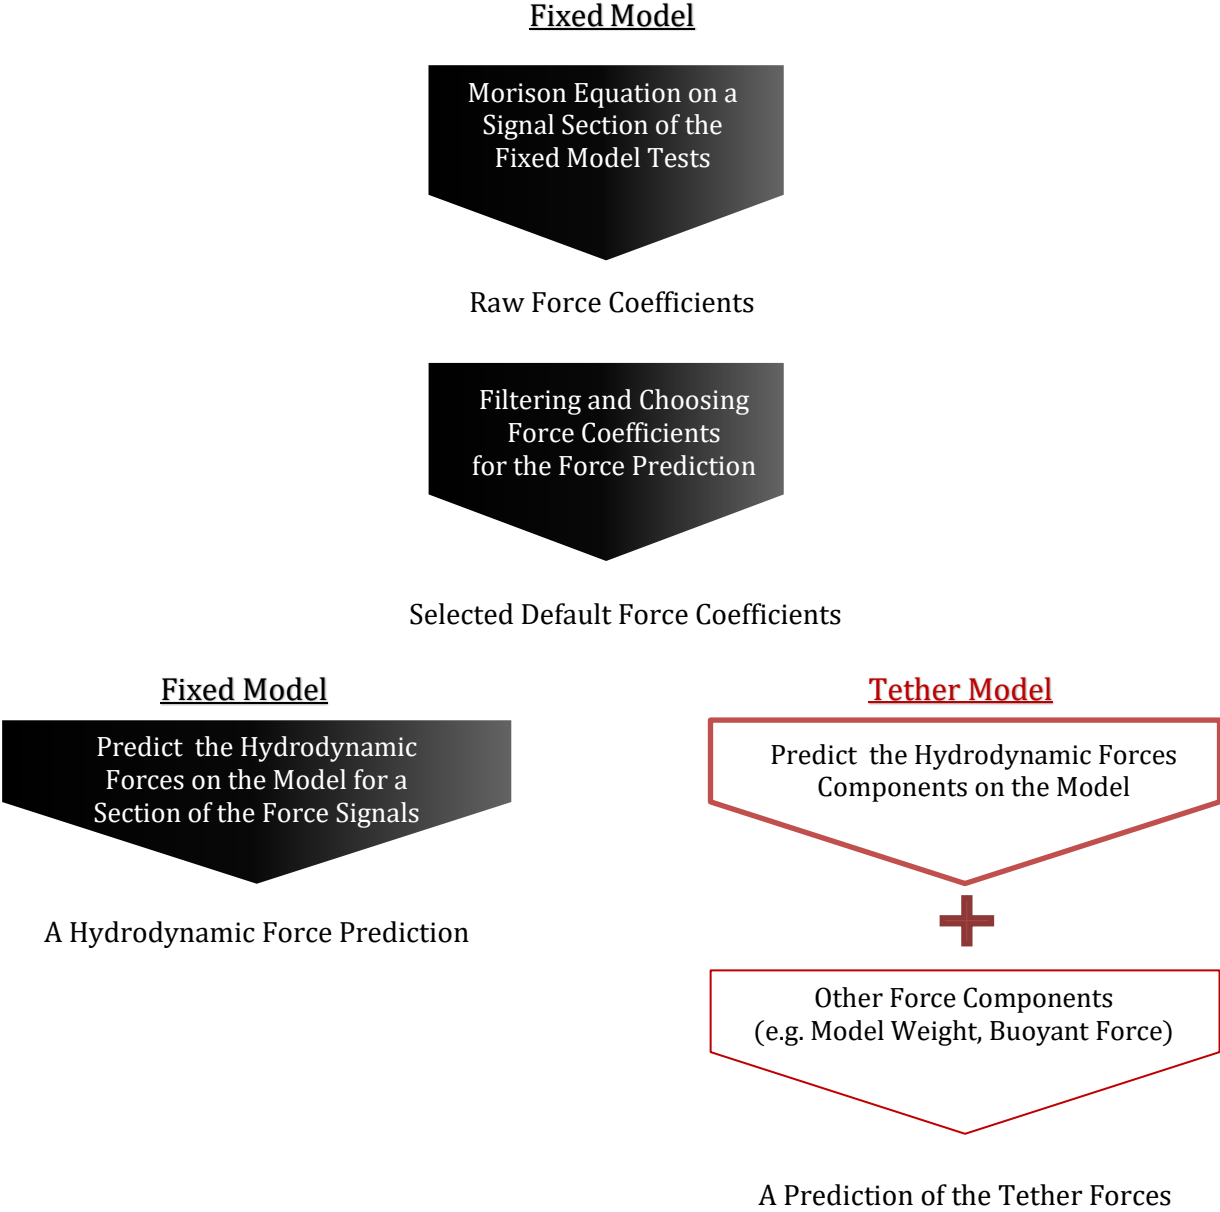 Fixed Model
Morison Equation on a
Signal Section of the
Fixed Model Tests
Raw Force Coefficients
Filtering and Choosing
Force Coefficients
for the Force Prediction
Selected Default Force Coefficients
Fixed Model
Predict the Hydrodynamic
Forces on the Model for a
Section of the Force Signals
A Hydrodynamic Force Prediction
Tether Model
Predict the Hydrodynamic Forces
Components on the Model
Other Force Components
(e.g. Model Weight, Buoyant Force)
A Prediction of the Tether Forces